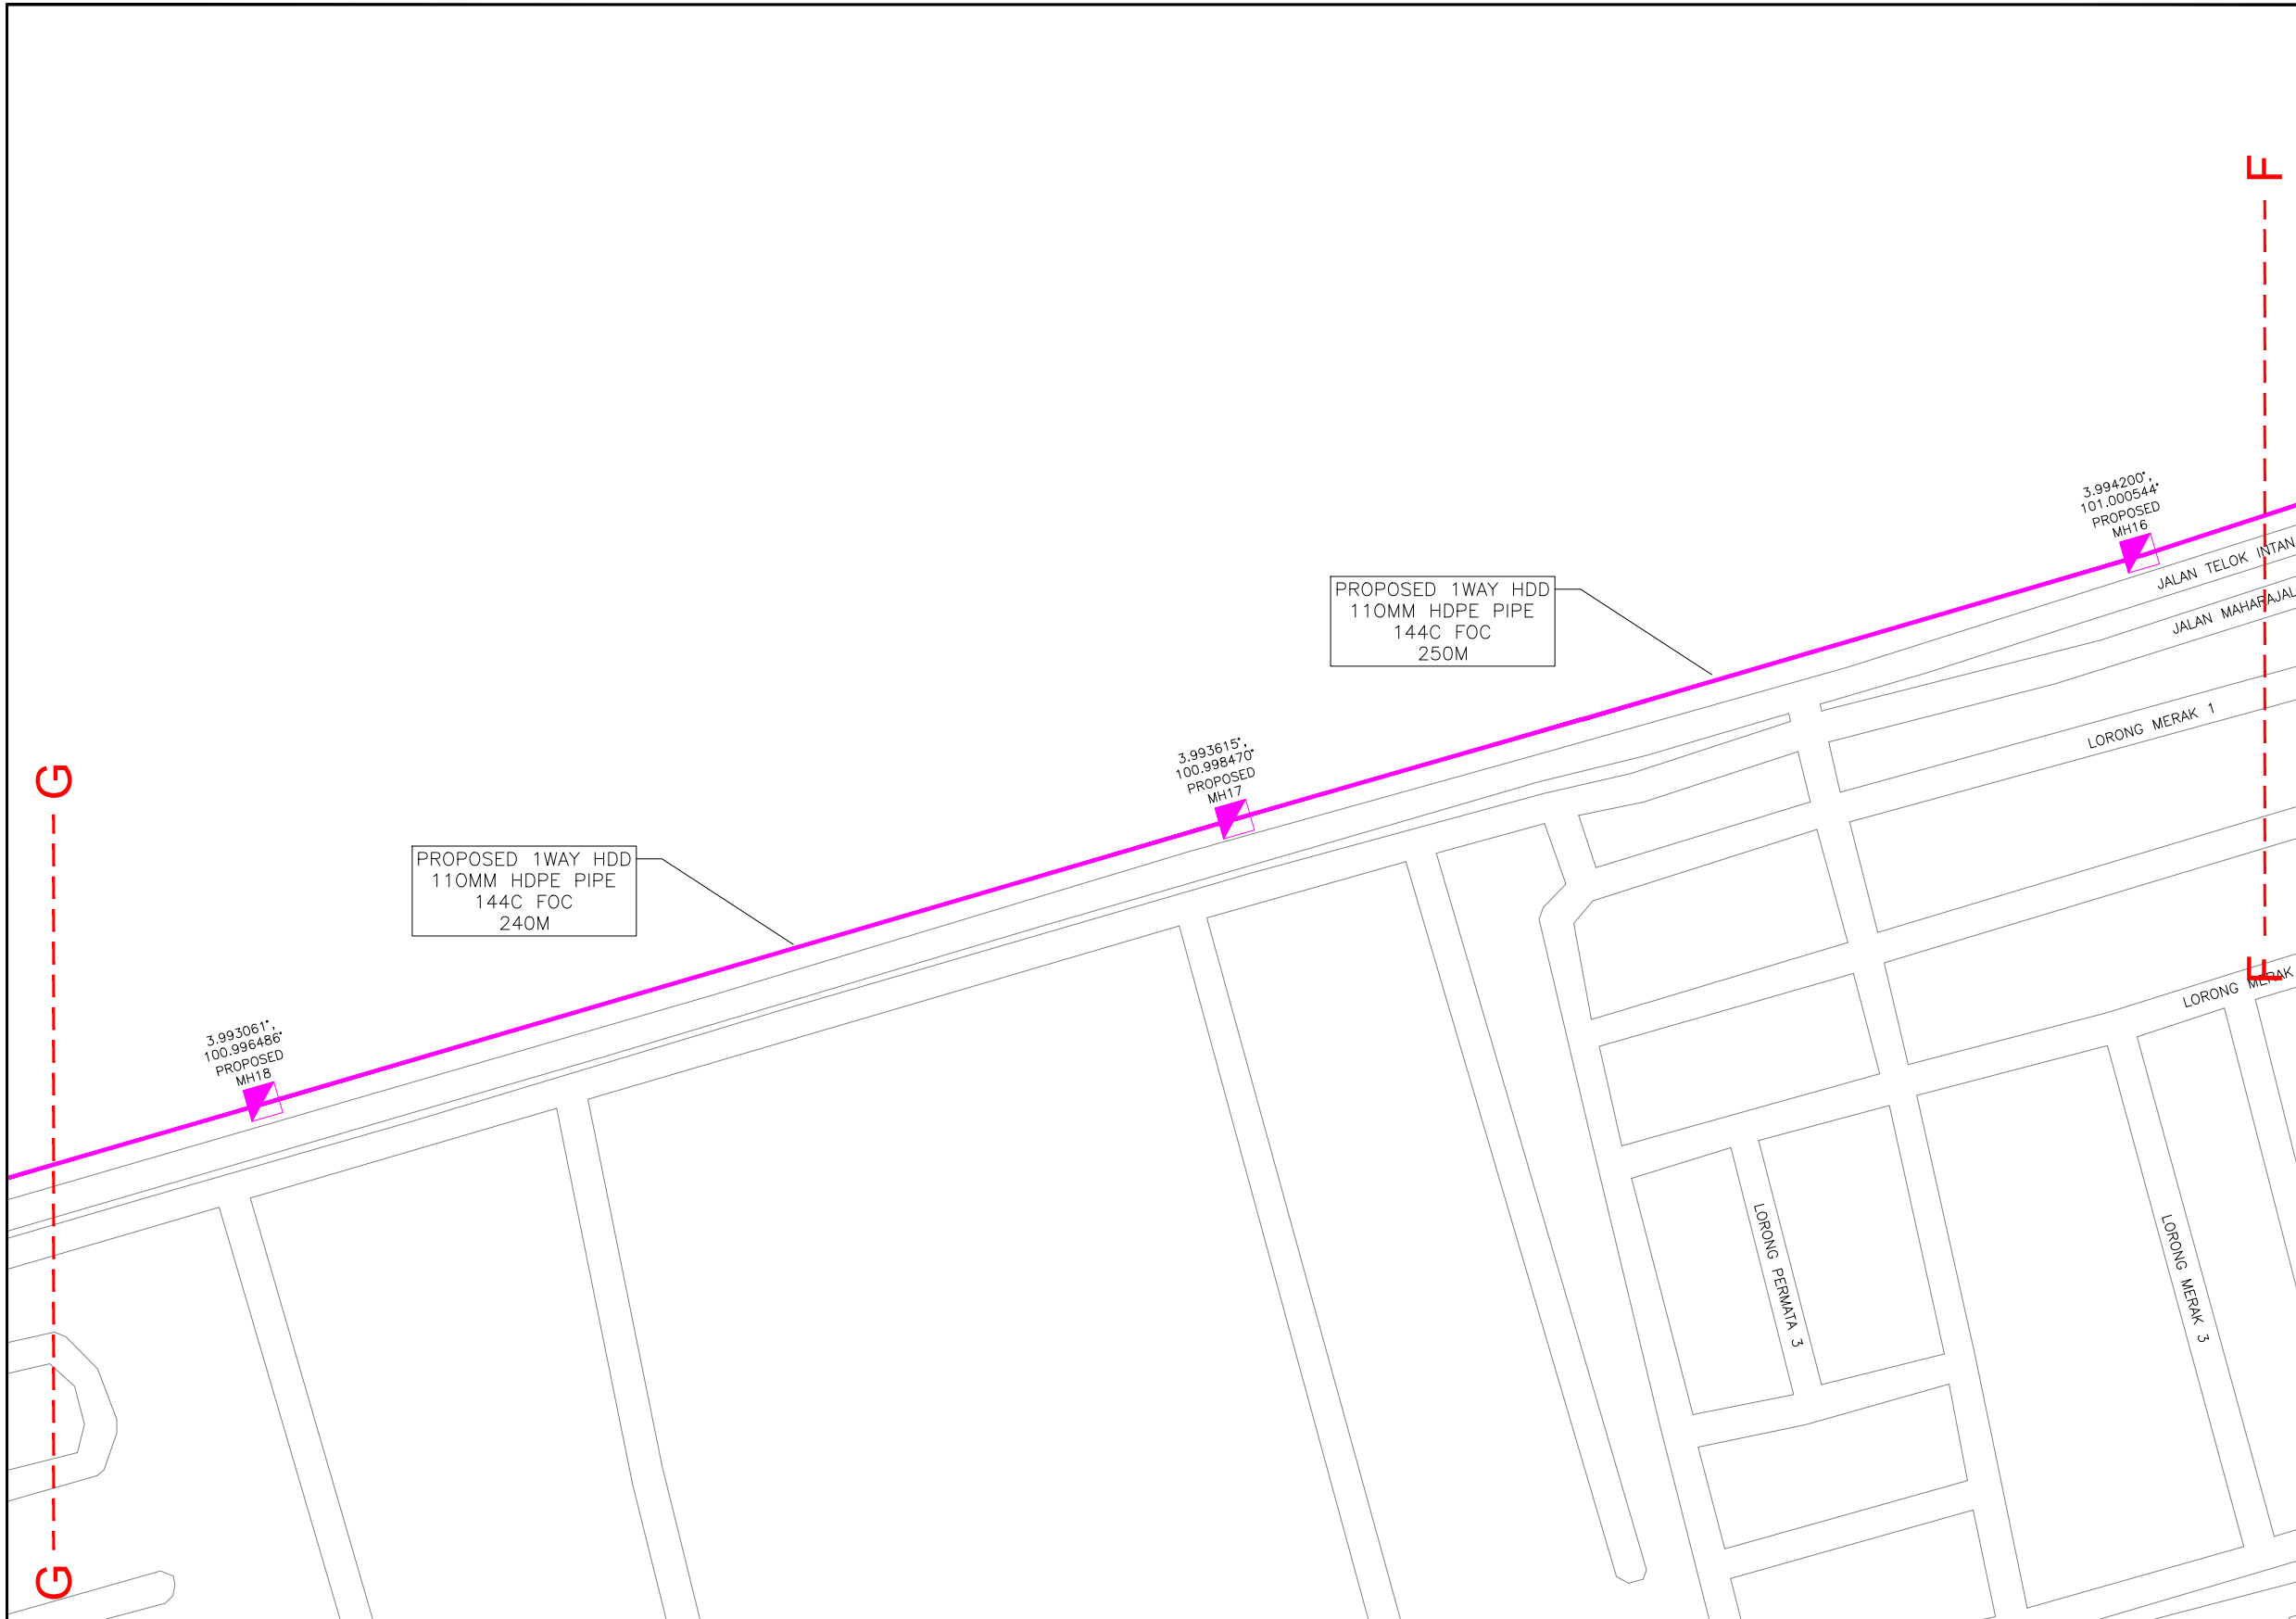 F
3.994200°,
101.000544°
PROPOSED
MH16
JALAN TELOK INTAN
JALAN MAHARAJAL
PROPOSED 1WAY HDD
110MM HDPE PIPE
144C FOC
250M
LORONG MERAK 1
3.993615°,
100.998470°
PROPOSED
MH17
G
PROPOSED 1WAY HDD
110MM HDPE PIPE
144C FOC
240M
F
LORONG MERAK
3.993061°,
100.996486°
PROPOSED
MH18
LORONG PERMATA 3
LORONG MERAK 3
G